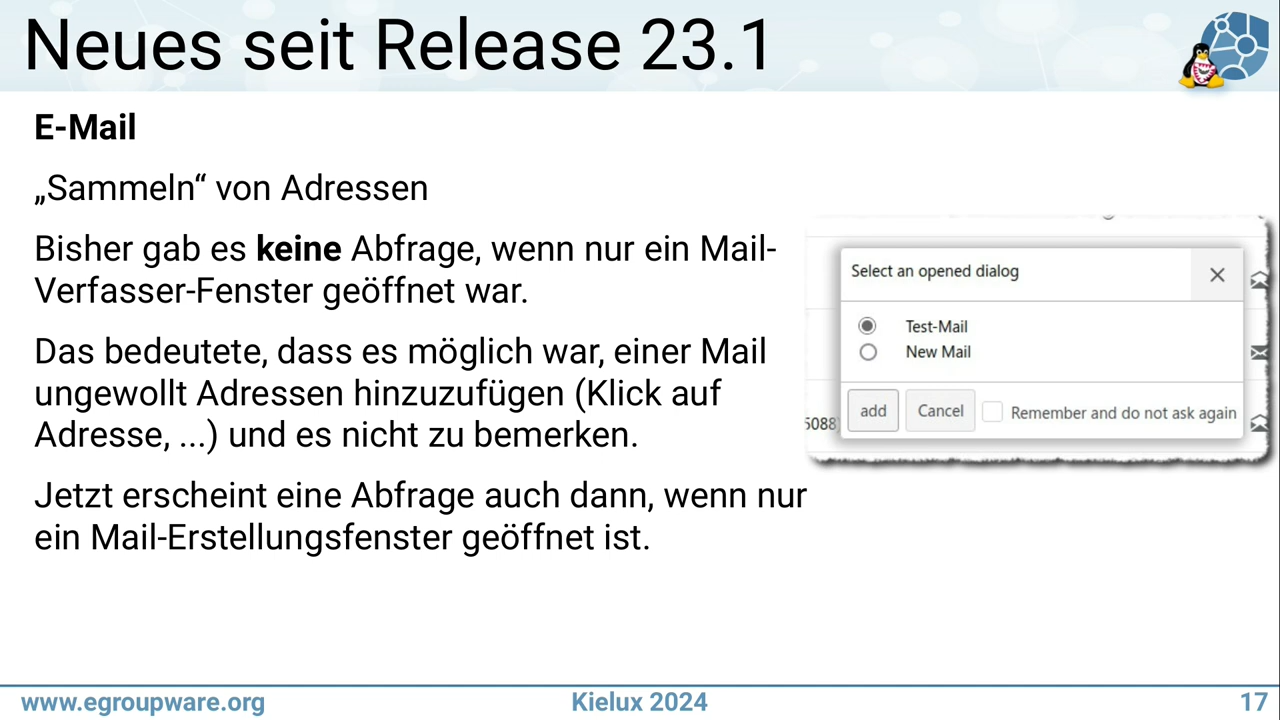 Neues seit Release 23.1
E-Mail
„Sammeln“ von Adressen
Bisher gab es keine Abfrage, wenn nur ein Mail-
Verfasser-Fenster geöffnet war.
Das bedeutete, dass es möglich war, einer Mail
ungewollt Adressen hinzuzufügen (Klick auf
Adresse, ...) und es nicht zu bemerken.
Jetzt erscheint eine Abfrage auch dann, wenn nur
ein Mail-Erstellungsfenster geöffnet ist.
Select an opened dialog
Test-Mail
New Mail
5088
add Cancel Remember and do not ask again
www.egroupware.org Kielux 2024 17